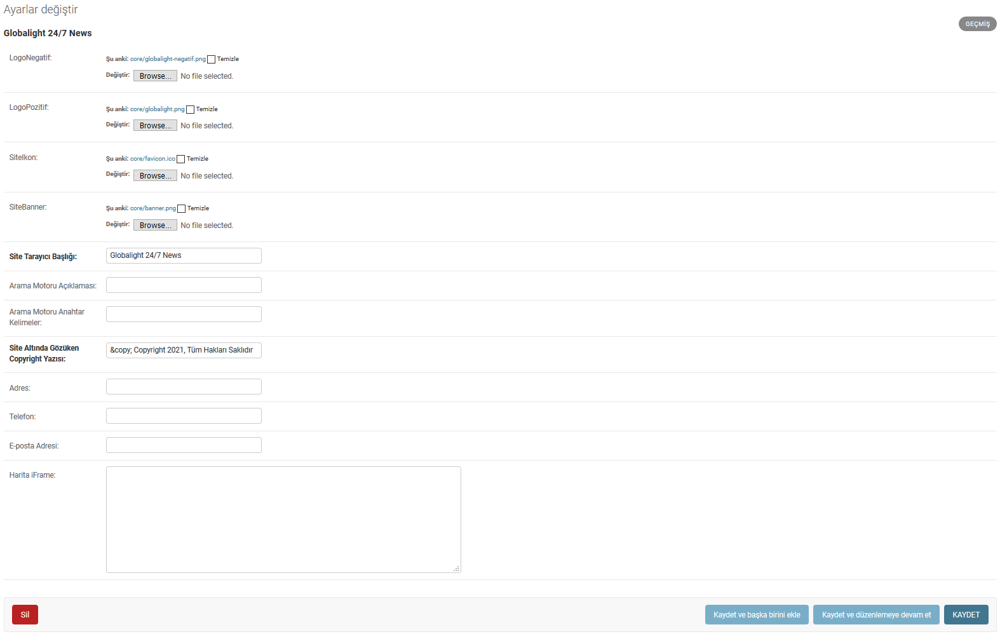 Ayarlar değiştir
GEÇMİŞ
Globalight 24/7 News
LogoNegatif:
Şu anki: core/globalight-negatif.png Temizle
Değiştir: Browse... No file selected.
LogoPozitif:
Şu anki: core/globalight.png Temizle
Değiştir: Browse... No file selected.
SiteIkon:
Şu anki: core/favicon.ico Temizle
Değiştir: Browse... No file selected.
SiteBanner:
Şu anki: core/banner.png Temizle
Değiştir: Browse... No file selected.
Site Tarayıcı Başlığı: Globalight 24/7 News
Arama Motoru Açıklaması:
Arama Motoru Anahtar
Kelimeler:
Site Altında Gözüken
Copyright Yazısı:
&copy; Copyright 2021, Tüm Hakları Saklıdır
Adres:
Telefon:
E-posta Adresi:
Harita iFrame:
Sil Kaydet ve başka birini ekle Kaydet ve düzenlemeye devam et KAYDET